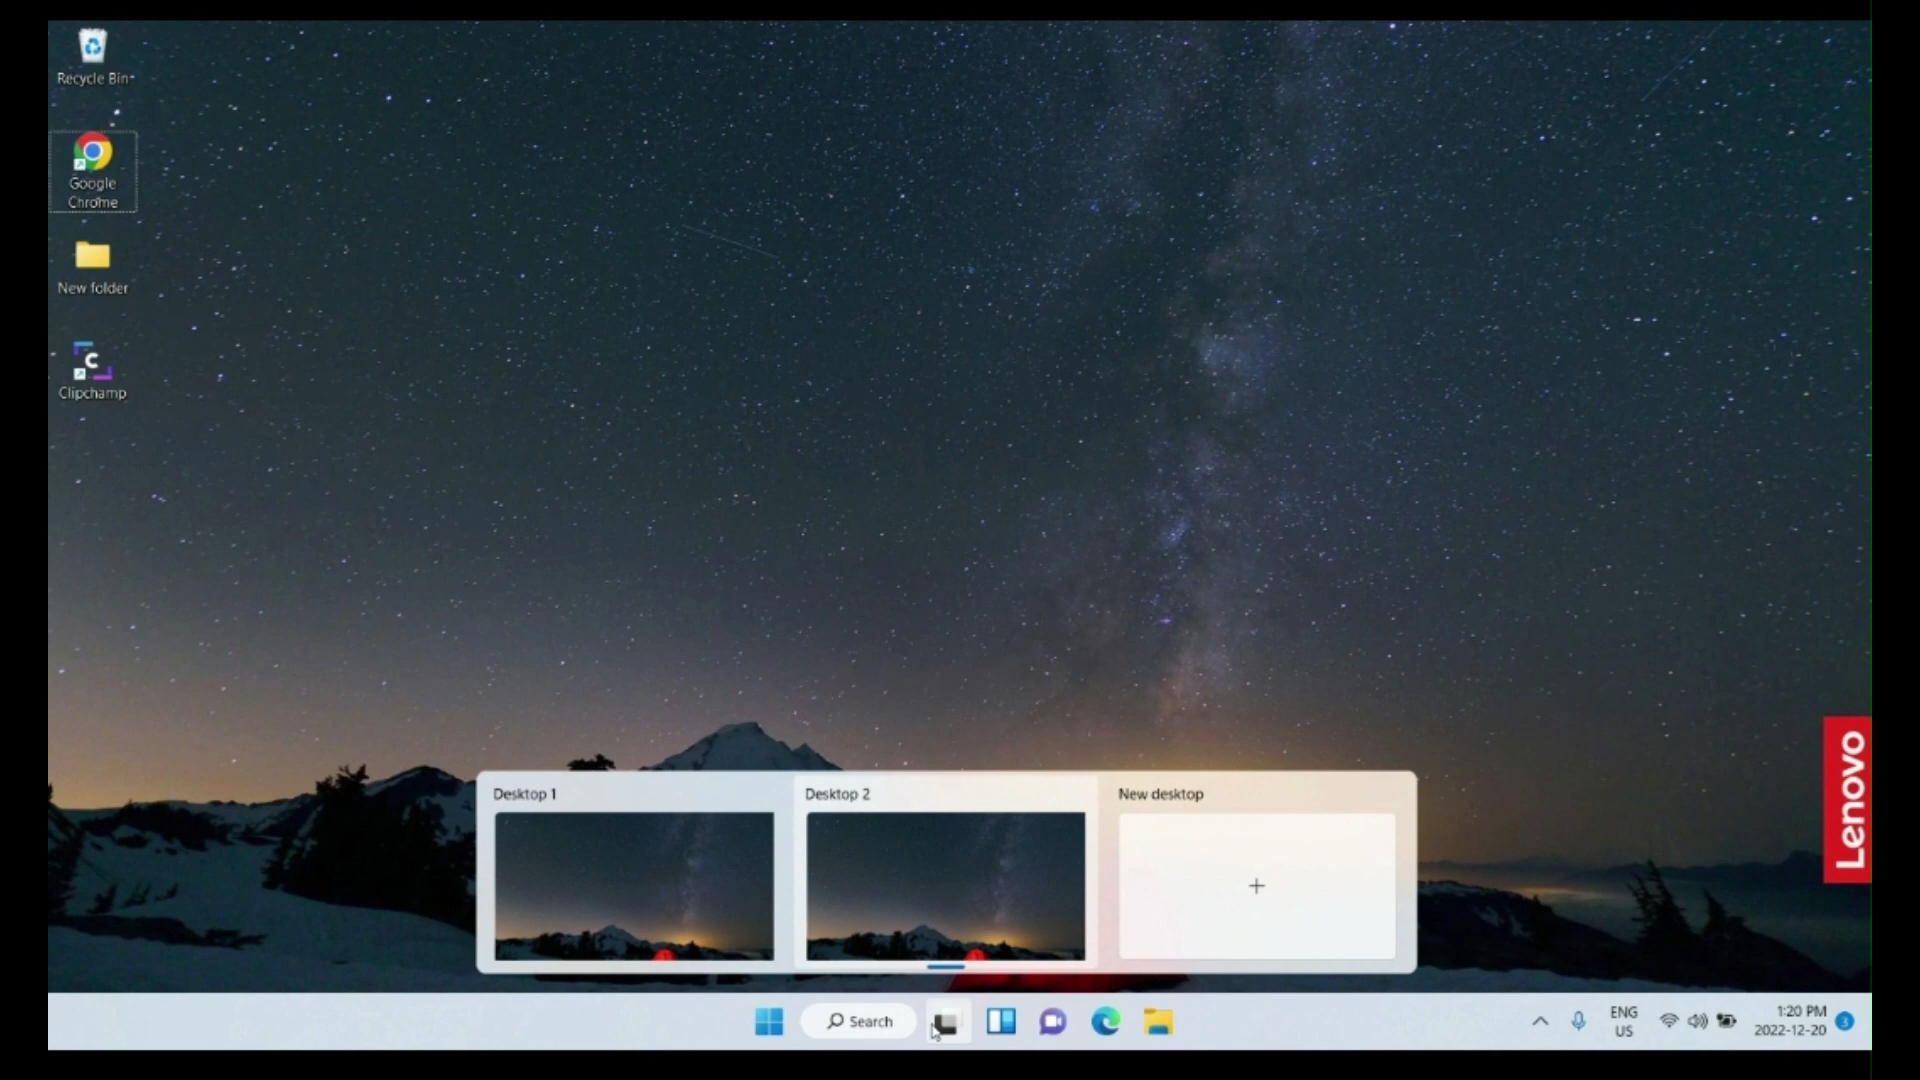 Recycle Bin
Google
Chrome
New folder
Clipchamp
Lenovo
Desktop 1
Desktop 2
New desktop
+
Search
ENG
US
1:20 PM
2022-12-20
3